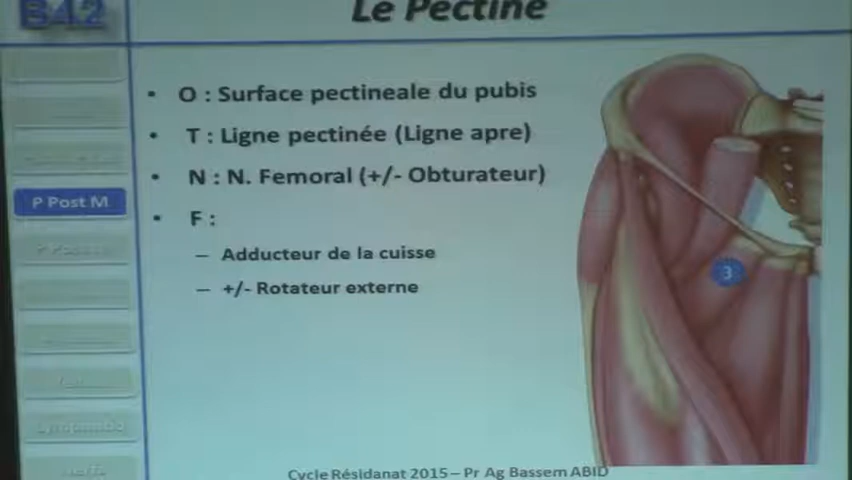 B42
Le Pectiné
• O : Surface pectineale du pubis
• T : Ligne pectinée (Ligne apre)
• N : N. Femoral (+/- Obturateur)
• F :
– Adducteur de la cuisse
– +/- Rotateur externe
P Post M
3
Cycle Résidanat 2015 – Pr Ag Bassem ABID